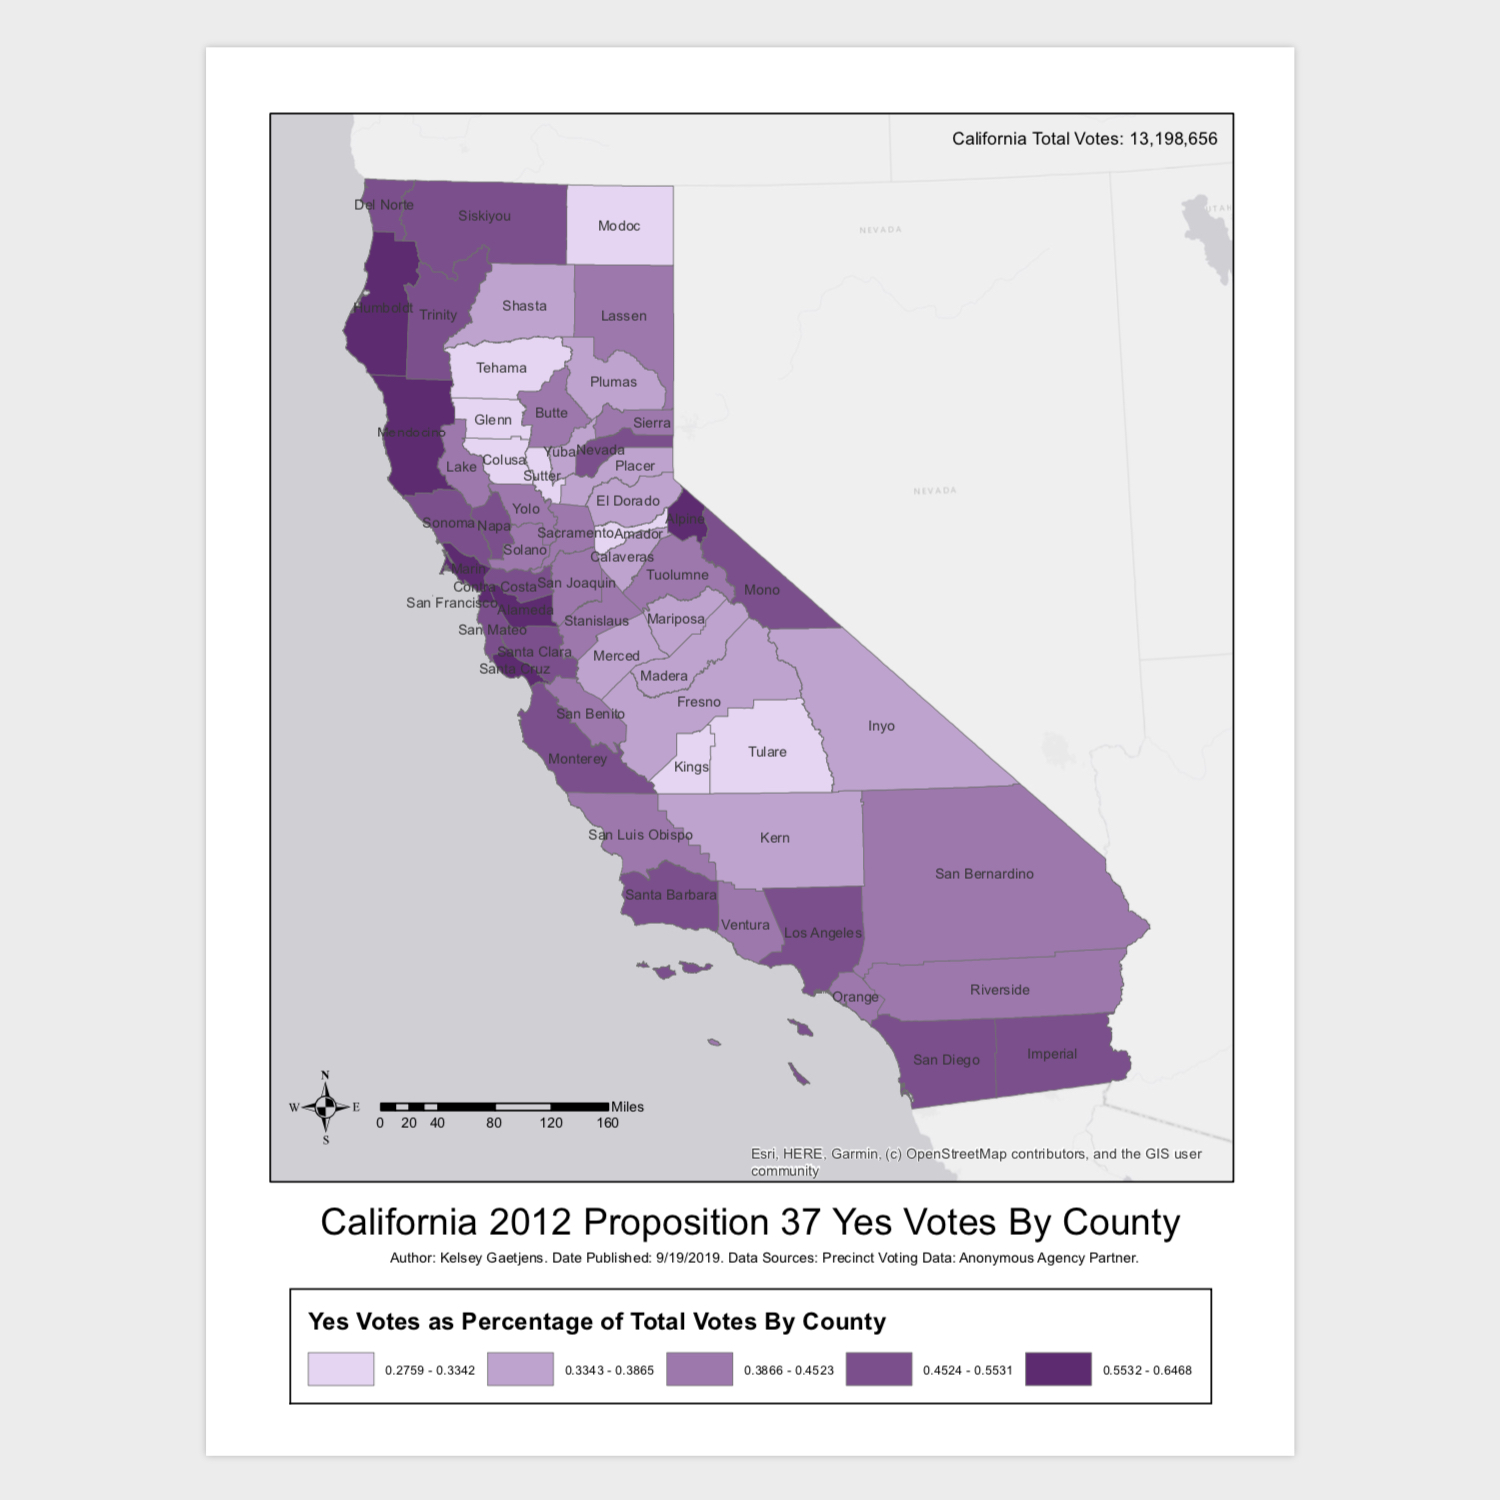 California Total Votes: 13,198,656
UTAH
Del Norte
Siskiyou
Modoc
NEVADA
Humboldt
Trinity
Shasta
Lassen
Tehama
Plumas
Glenn
Butte
Sierra
Mendocino
Lake
Colusa
Yuba
Nevada
Sutter
Placer
NEVADA
El Dorado
Yolo
Sonoma
Napa
Sacramento
Amador
Alpine
Solano
Calaveras
Marin
Contra Costa
San Joaquin
Tuolumne
Mono
San Francisco
Alameda
Stanislaus
Mariposa
San Mateo
Santa Clara
Merced
Santa Cruz
Madera
Fresno
San Benito
Inyo
Monterey
Kings
Tulare
San Luis Obispo
Kern
San Bernardino
Santa Barbara
Ventura
Los Angeles
Orange
Riverside
San Diego
Imperial
N
W E
S
Miles
0 20 40 80 120 160
Esri, HERE, Garmin, (c) OpenStreetMap contributors, and the GIS user
community
California 2012 Proposition 37 Yes Votes By County
Author: Kelsey Gaetjens. Date Published: 9/19/2019. Data Sources: Precinct Voting Data: Anonymous Agency Partner.
Yes Votes as Percentage of Total Votes By County
0.2759 - 0.3342 0.3343 - 0.3865 0.3866 - 0.4523 0.4524 - 0.5531 0.5532 - 0.6468